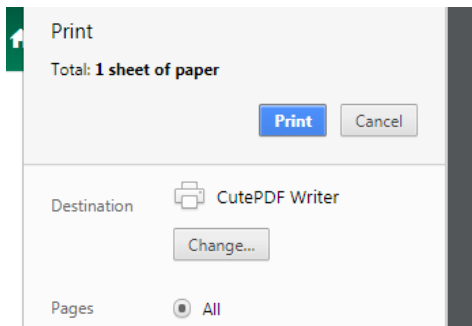 Print
Total: 1 sheet of paper
Print Cancel
Destination
CutePDF Writer
Change...
Pages
All